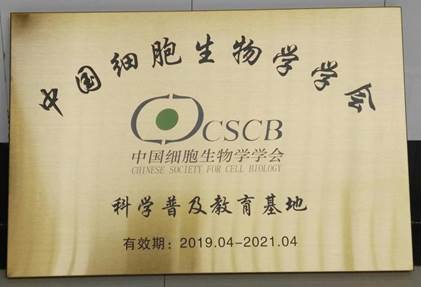 中国细胞生物学学会
CSCB
中国细胞生物学学会
CHINESE SOCIETY FOR CELL BIOLOGY
科学普及教育基地
有效期：2019.04-2021.04